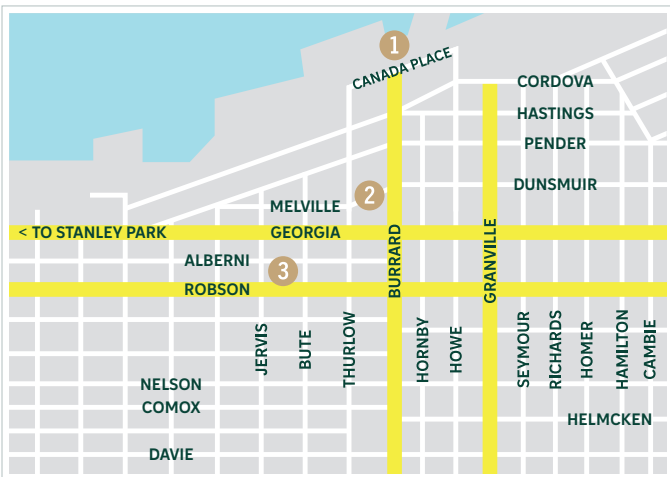 1
CANADA PLACE
CORDOVA
HASTINGS
PENDER
DUNSMUIR
2
MELVILLE
< TO STANLEY PARK
GEORGIA
BURRARD
GRANVILLE
ALBERNI
3
ROBSON
JERVIS
BUTE
THURLOW
HORNBY
HOWE
SEYMOUR
RICHARDS
HOMER
HAMILTON
CAMBIE
NELSON
COMOX
HELMCKEN
DAVIE